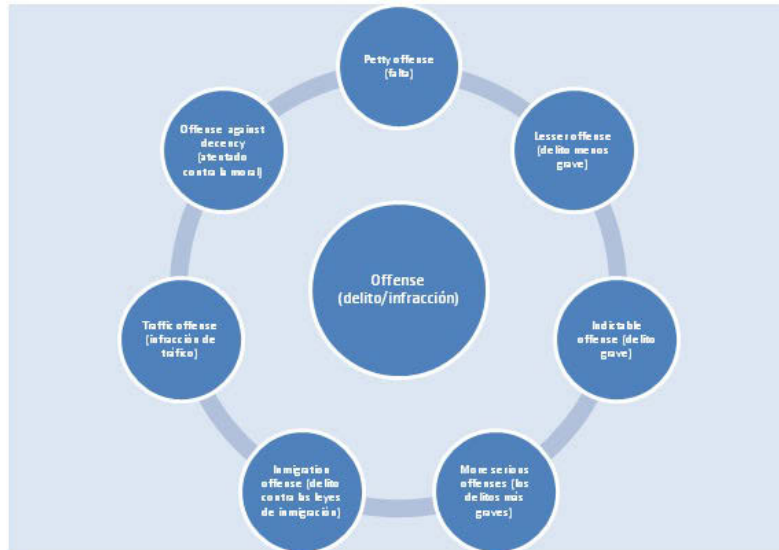 Petty offense
(falta)
Lesser offense
(delito menos
grave)
Indictable
offense (delito
grave)
More serious
offenses (los
delitos más
graves)
Inmigration
offense (delito
contra las leyes
de inmigración)
Traffic offense
(infracción de
tráfico)
Offense against
decency
(atentado
contra la moral)
Offense
(delito/infracción)